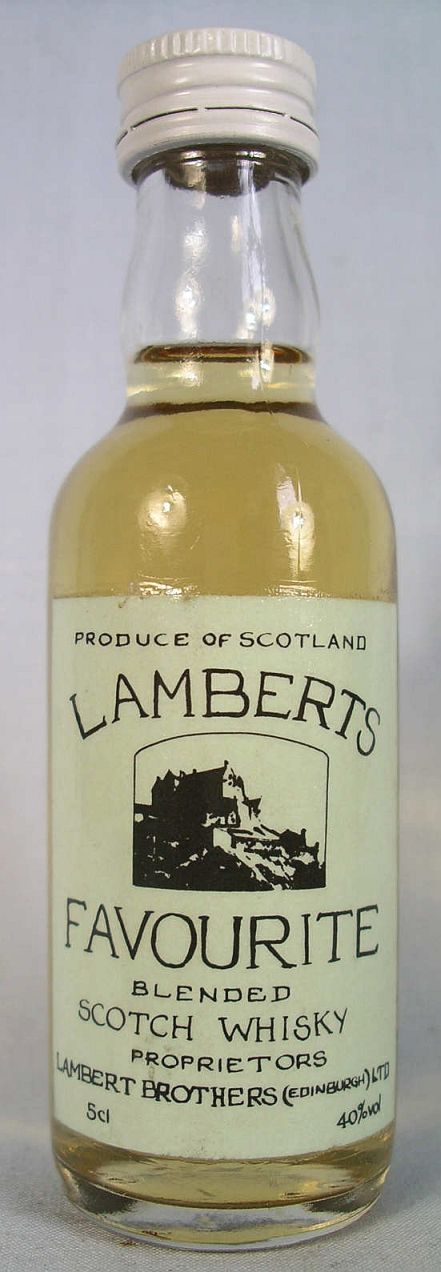 PRODUCE OF SCOTLAND
LAMBERTS
FAVOURITE
BLENDED
SCOTCH WHISKY
PROPRIETORS
LAMBERT BROTHERS (EDINBURGH) LTD
5cl 40%vol